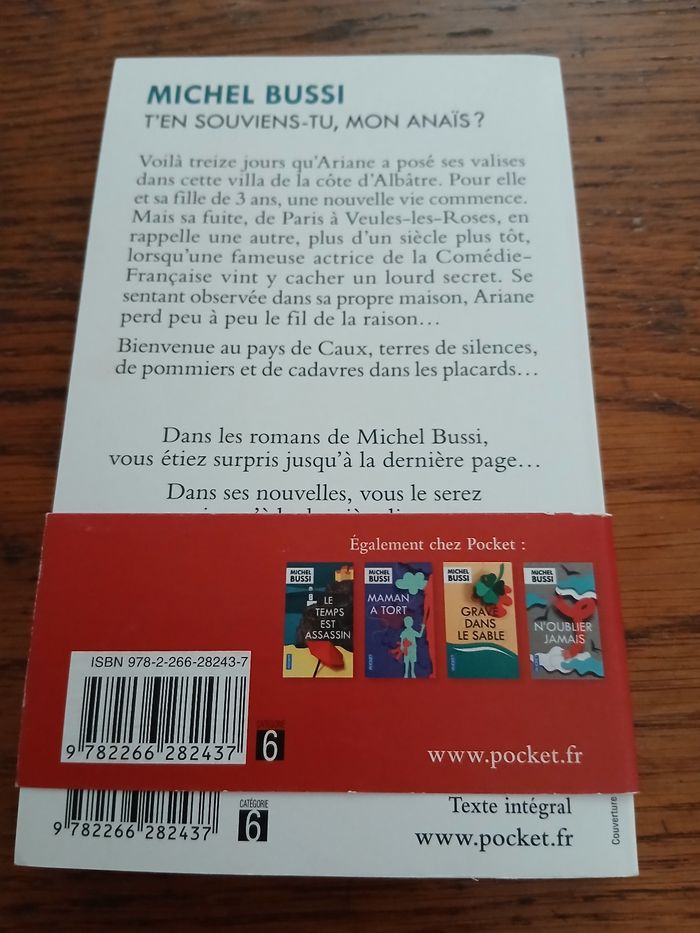 MICHEL BUSSI
T'EN SOUVIENS-TU, MON ANAÏS ?
Voilà treize jours qu'Ariane a posé ses valises
dans cette villa de la côte d'Albâtre. Pour elle
et sa fille de 3 ans, une nouvelle vie commence.
Mais sa fuite, de Paris à Veules-les-Roses, en
rappelle une autre, plus d'un siècle plus tôt,
lorsqu'une fameuse actrice de la Comédie-
Française vint y cacher un lourd secret. Se
sentant observée dans sa propre maison, Ariane
perd peu à peu le fil de la raison…
Bienvenue au pays de Caux, terres de silences,
de pommiers et de cadavres dans les placards…
Dans les romans de Michel Bussi,
vous étiez surpris jusqu'à la dernière page…
Dans ses nouvelles, vous le serez
Également chez Pocket :
MICHEL
BUSSI
LE
TEMPS
EST
ASSASSIN
MICHEL
BUSSI
MAMAN
A TORT
MICHEL
BUSSI
GRAVÉ
DANS
LE SABLE
MICHEL
BUSSI
N'OUBLIER
JAMAIS
ISBN 978-2-266-28243-7
9 782266 282437
CATÉGORIE
6
www.pocket.fr
9 782266 282437
CATÉGORIE
6
Texte intégral
www.pocket.fr
Couverture